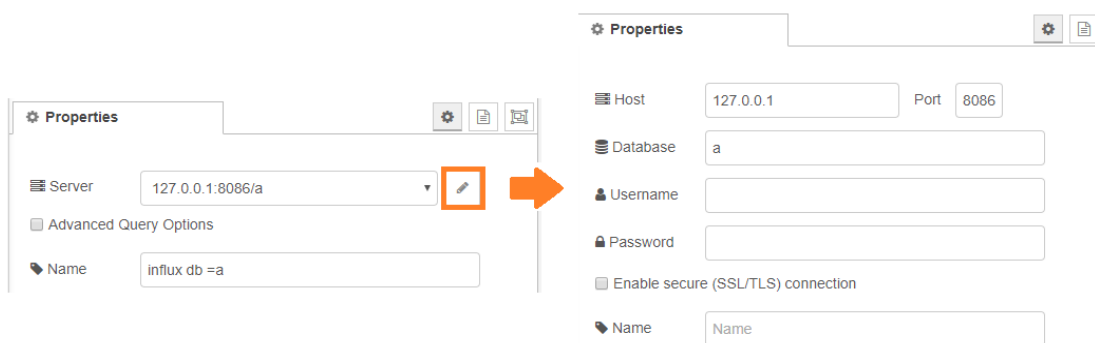 Properties
Server 127.0.0.1:8086/a
Advanced Query Options
Name influx db =a
Properties
Host 127.0.0.1 Port 8086
Database a
Username
Password
Enable secure (SSL/TLS) connection
Name Name